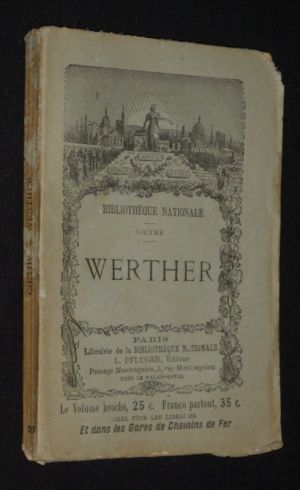 BIBLIOTHÈQUE NATIONALE
GŒTHE
WERTHER
PARIS
Librairie de la BIBLIOTHÈQUE NATIONALE
L. PFLUGER, Éditeur
Passage Montesquieu, 5, rue Montesquieu
PRÈS LE PALAIS-ROYAL
Le Volume broché, 25 c. Franco partout, 35 c.
CHEZ TOUS LES LIBRAIRES
Et dans les Gares de Chemins de Fer
WERTHER